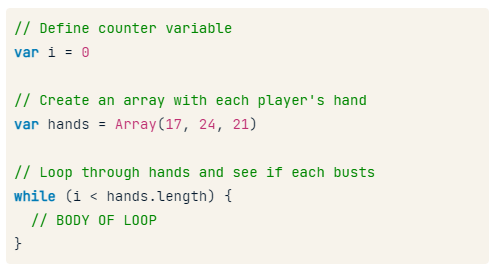 // Define counter variable
var i = 0
// Create an array with each player's hand
var hands = Array(17, 24, 21)
// Loop through hands and see if each busts
while (i < hands.length) {
  // BODY OF LOOP
}